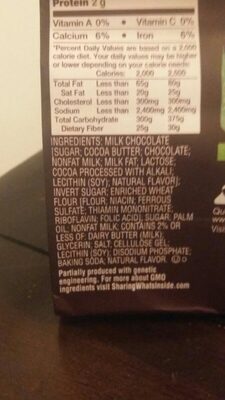 Protein 2 g
Vitamin A 0% • Vitamin C 0%
Calcium 6% • Iron 6%
*Percent Daily Values are based on a 2,000
calorie diet. Your daily values may be higher
or lower depending on your calorie needs:
Calories: 2,000 2,500
Total Fat Less than 65g 80g
Sat Fat Less than 20g 25g
Cholesterol Less than 300mg 300mg
Sodium Less than 2,400mg 2,400mg
Total Carbohydrate 300g 375g
Dietary Fiber 25g 30g
INGREDIENTS: MILK CHOCOLATE
(SUGAR; COCOA BUTTER; CHOCOLATE;
NONFAT MILK; MILK FAT; LACTOSE;
COCOA PROCESSED WITH ALKALI;
LECITHIN (SOY); NATURAL FLAVOR);
INVERT SUGAR; ENRICHED WHEAT
FLOUR (FLOUR; NIACIN; FERROUS
SULFATE; THIAMIN MONONITRATE;
RIBOFLAVIN; FOLIC ACID); SUGAR; PALM
OIL; NONFAT MILK; CONTAINS 2% OR
LESS OF: DAIRY BUTTER (MILK);
GLYCERIN; SALT; CELLULOSE GEL;
LECITHIN (SOY); DISODIUM PHOSPHATE;
BAKING SODA; NATURAL FLAVOR. Ⓤ D
Partially produced with genetic
engineering. For more about GMO
ingredients visit SharingWhatsInside.com
Qu
ww
Visi